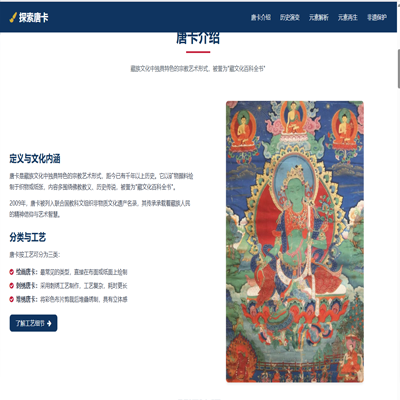 探索唐卡
唐卡介绍
历史演变
元素解析
元素再生
非遗保护
唐卡介绍
藏族文化中独具特色的宗教艺术形式，被誉为"藏文化百科全书"
定义与文化内涵
唐卡是藏族文化中独具特色的宗教艺术形式，距今已有千年以上历史。它以矿物颜料绘
制于织物或纸张，内容多围绕佛教教义、历史传说，被誉为"藏文化百科全书"。
2009年，唐卡被列入联合国教科文组织非物质文化遗产名录，其传承承载着藏族人民
的精神信仰与艺术智慧。
分类与工艺
唐卡按工艺可分为三类：
绘画唐卡：最常见的类型，直接在布面或纸面上绘制
刺绣唐卡：采用刺绣工艺制作，工艺复杂，耗时更长
堆绣唐卡：将彩色布片剪裁后堆叠绣制，具有立体感
了解工艺细节